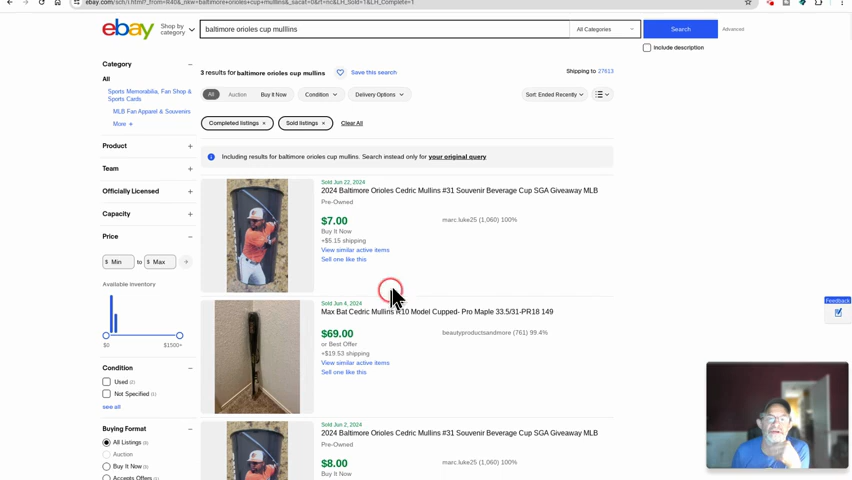 ebay.com/sch/i.html?_from=R40&_nkw=baltimore+orioles+cup+mullins&_sacat=0&rt=nc&LH_Sold=1&LH_Complete=1
ebay
Shop by
category
baltimore orioles cup mulllins
All Categories
Search
Advanced
Include description
Category
All
Sports Memorabilia, Fan Shop &
Sports Cards
MLB Fan Apparel & Souvenirs
More +
Product
Team
Officially Licensed
Capacity
Price
$ Min to $ Max
Available inventory
$0 $1500+
Condition
Used (2)
Not Specified (1)
see all
Buying Format
All Listings (3)
Auction
Buy It Now (3)
Accepts Offers (1)
3 results for baltimore orioles cup mullins
Save this search
Shipping to 27613
All
Auction
Buy It Now
Condition
Delivery Options
Sort: Ended Recently
Completed listings ×
Sold listings ×
Clear All
Including results for baltimore orioles cup mullins. Search instead only for your original query
Sold Jun 22, 2024
2024 Baltimore Orioles Cedric Mullins #31 Souvenir Beverage Cup SGA Giveaway MLB
Pre-Owned
$7.00
marc.luke25 (1,060) 100%
Buy It Now
+$5.15 shipping
View similar active items
Sell one like this
Sold Jun 4, 2024
Max Bat Cedric Mullins #10 Model Cupped- Pro Maple 33.5/31-PR18 149
$69.00
beautyproductsandmore (761) 99.4%
or Best Offer
+$19.53 shipping
View similar active items
Sell one like this
Sold Jun 2, 2024
2024 Baltimore Orioles Cedric Mullins #31 Souvenir Beverage Cup SGA Giveaway MLB
Pre-Owned
$8.00
marc.luke25 (1,060) 100%
Buy It Now
Feedback